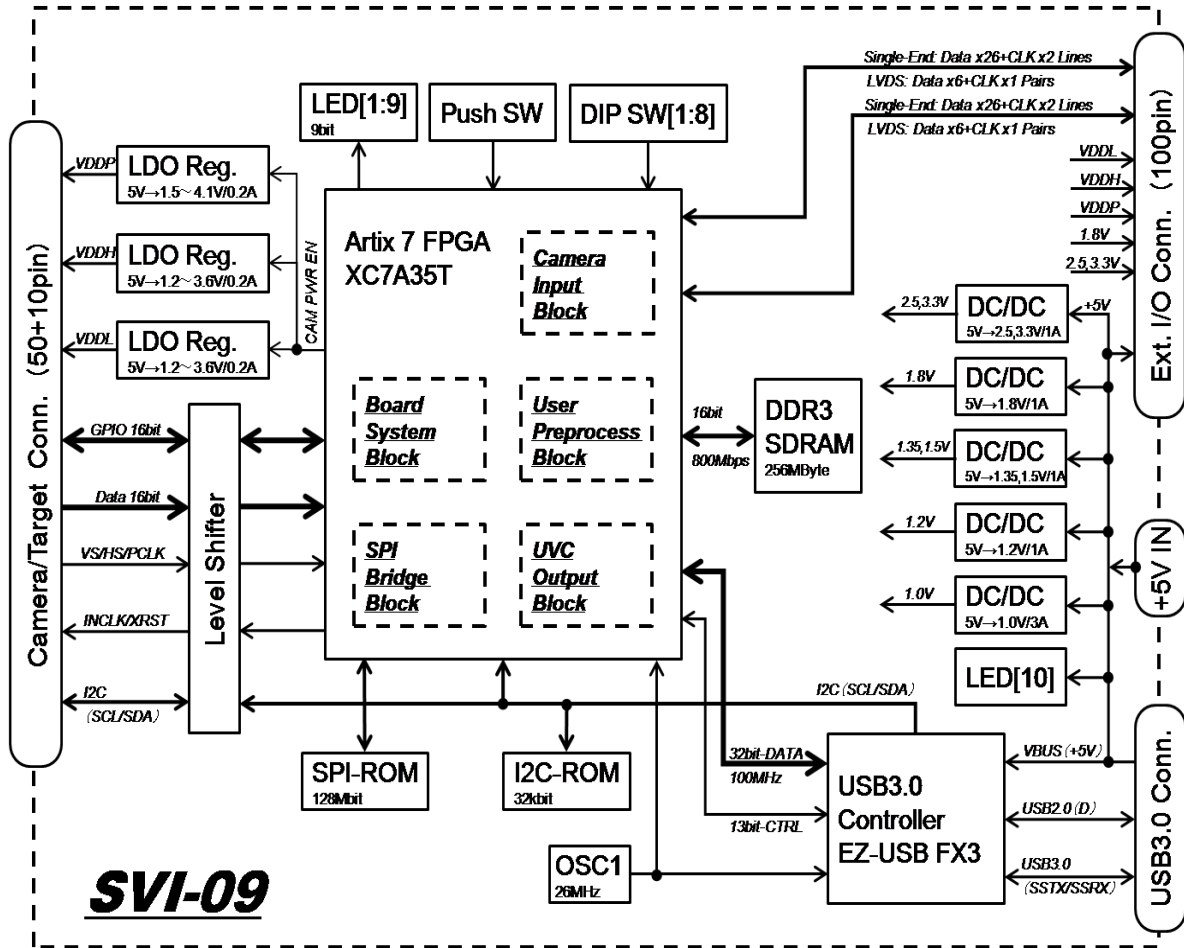 Single-End: Data x26+CLK x2 Lines
LVDS: Data x6+CLK x1 Pairs
Single-End: Data x26+CLK x2 Lines
LVDS: Data x6+CLK x1 Pairs
LED[1:9]
9bit
Push SW
DIP SW[1:8]
VDDP
LDO Reg.
5V→1.5~4.1V/0.2A
VDDH
LDO Reg.
5V→1.2~3.6V/0.2A
VDDL
LDO Reg.
5V→1.2~3.6V/0.2A
CAM PWR EN
Camera/Target Conn. (50+10pin)
Artix 7 FPGA
XC7A35T
Camera
Input
Block
Board
System
Block
User
Preprocess
Block
SPI
Bridge
Block
UVC
Output
Block
VDDL
VDDH
VDDP
1.8V
2.5,3.3V
Ext. I/O Conn. (100pin)
2.5,3.3V
DC/DC
5V→2.5,3.3V/1A
+5V
1.8V
DC/DC
5V→1.8V/1A
1.35,1.5V
DC/DC
5V→1.35,1.5V/1A
1.2V
DC/DC
5V→1.2V/1A
1.0V
DC/DC
5V→1.0V/3A
LED[10]
+5V IN
16bit
800Mbps
DDR3
SDRAM
256MByte
GPIO 16bit
Data 16bit
VS/HS/PCLK
INCLK/XRST
I2C
(SCL/SDA)
Level Shifter
I2C (SCL/SDA)
SPI-ROM
128Mbit
I2C-ROM
32kbit
32bit-DATA
100MHz
13bit-CTRL
OSC1
26MHz
USB3.0
Controller
EZ-USB FX3
VBUS (+5V)
USB2.0 (D)
USB3.0
(SSTX/SSRX)
USB3.0 Conn.
SVI-09